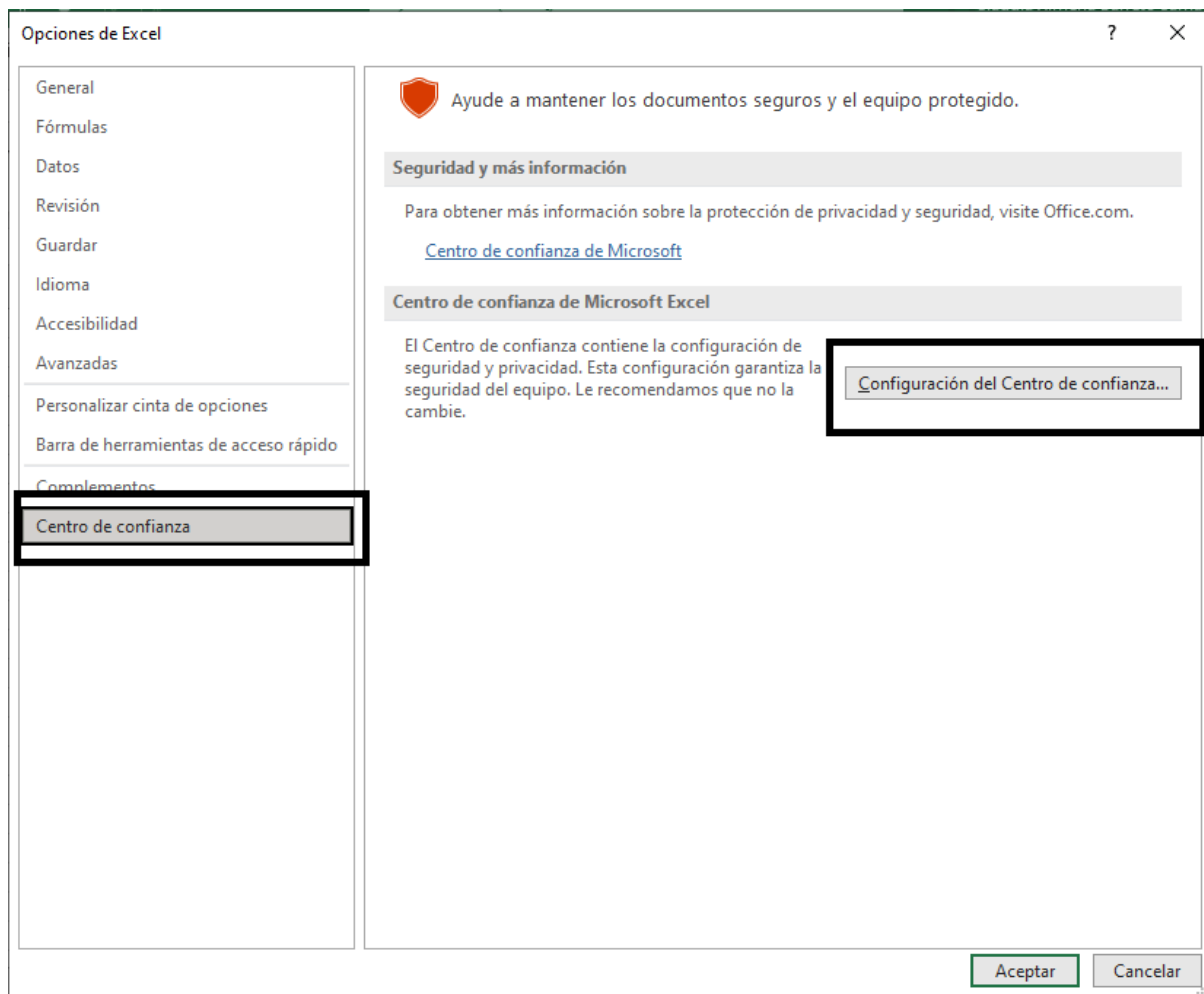 Opciones de Excel
?
General
Fórmulas
Datos
Revisión
Guardar
Idioma
Accesibilidad
Avanzadas
Personalizar cinta de opciones
Barra de herramientas de acceso rápido
Complementos
Centro de confianza
Ayude a mantener los documentos seguros y el equipo protegido.
Seguridad y más información
Para obtener más información sobre la protección de privacidad y seguridad, visite Office.com.
Centro de confianza de Microsoft
Centro de confianza de Microsoft Excel
El Centro de confianza contiene la configuración de
seguridad y privacidad. Esta configuración garantiza la
seguridad del equipo. Le recomendamos que no la
cambie.
Configuración del Centro de confianza...
Aceptar
Cancelar